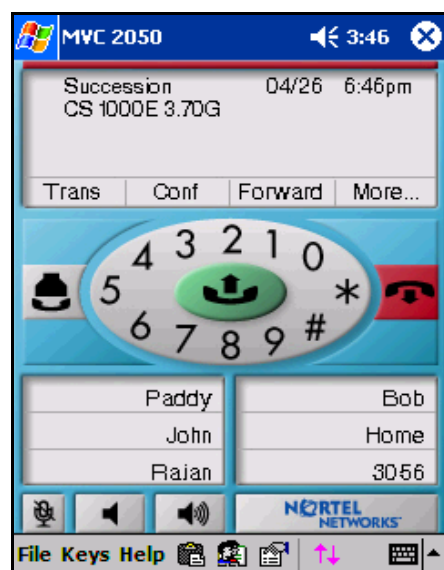 MVC 2050 3:46
Succession 04/26 6:46pm
CS 1000E 3.70G
Trans Conf Forward More...
4 3 2 1 0
5 *
6 7 8 9 #
Paddy Bob
John Home
Rajan 3056
NORTEL
NETWORKS
File Keys Help